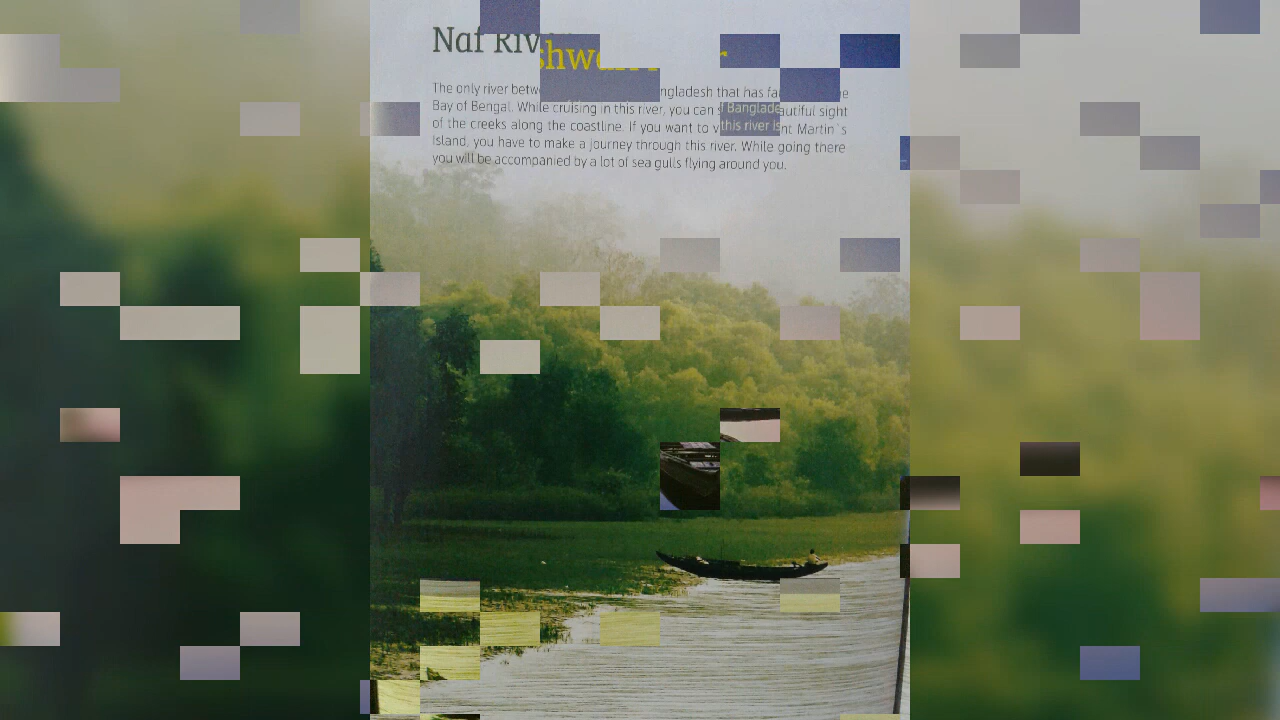 Naf River
shwari r
The only river betw ngladesh that has fa e
Bay of Bengal. While cruising in this river, you can s f Banglade autiful sight
of the creeks along the coastline. If you want to v this river is nt Martin`s
Island, you have to make a journey through this river. While going there
you will be accompanied by a lot of sea gulls flying around you.